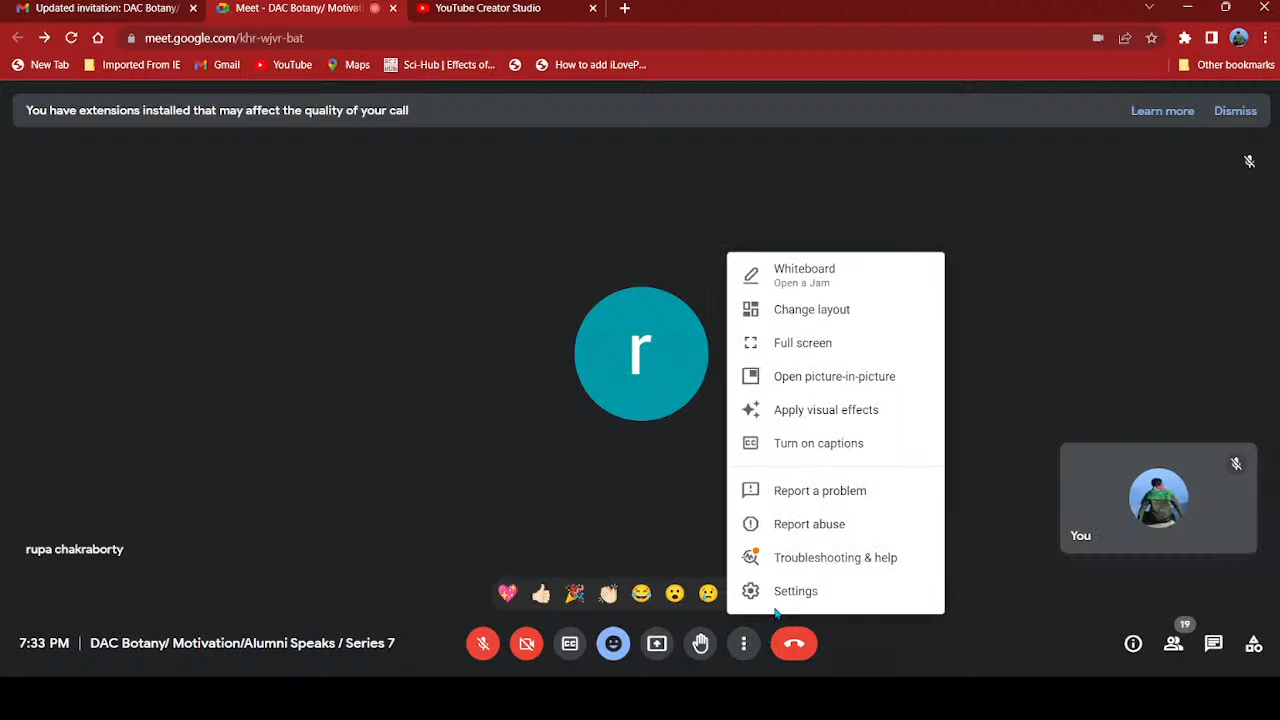 Updated invitation: DAC Botany/
Meet - DAC Botany/ Motivat
YouTube Creator Studio
meet.google.com/khr-wjvr-bat
New Tab
Imported From IE
Gmail
YouTube
Maps
SCI HUB
Sci-Hub | Effects of...
How to add iLoveP...
Other bookmarks
You have extensions installed that may affect the quality of your call
Learn more
Dismiss
Whiteboard
Open a Jam
Change layout
Full screen
Open picture-in-picture
Apply visual effects
Turn on captions
Report a problem
Report abuse
Troubleshooting & help
Settings
r
You
rupa chakraborty
7:33 PM | DAC Botany/ Motivation/Alumni Speaks / Series 7
19